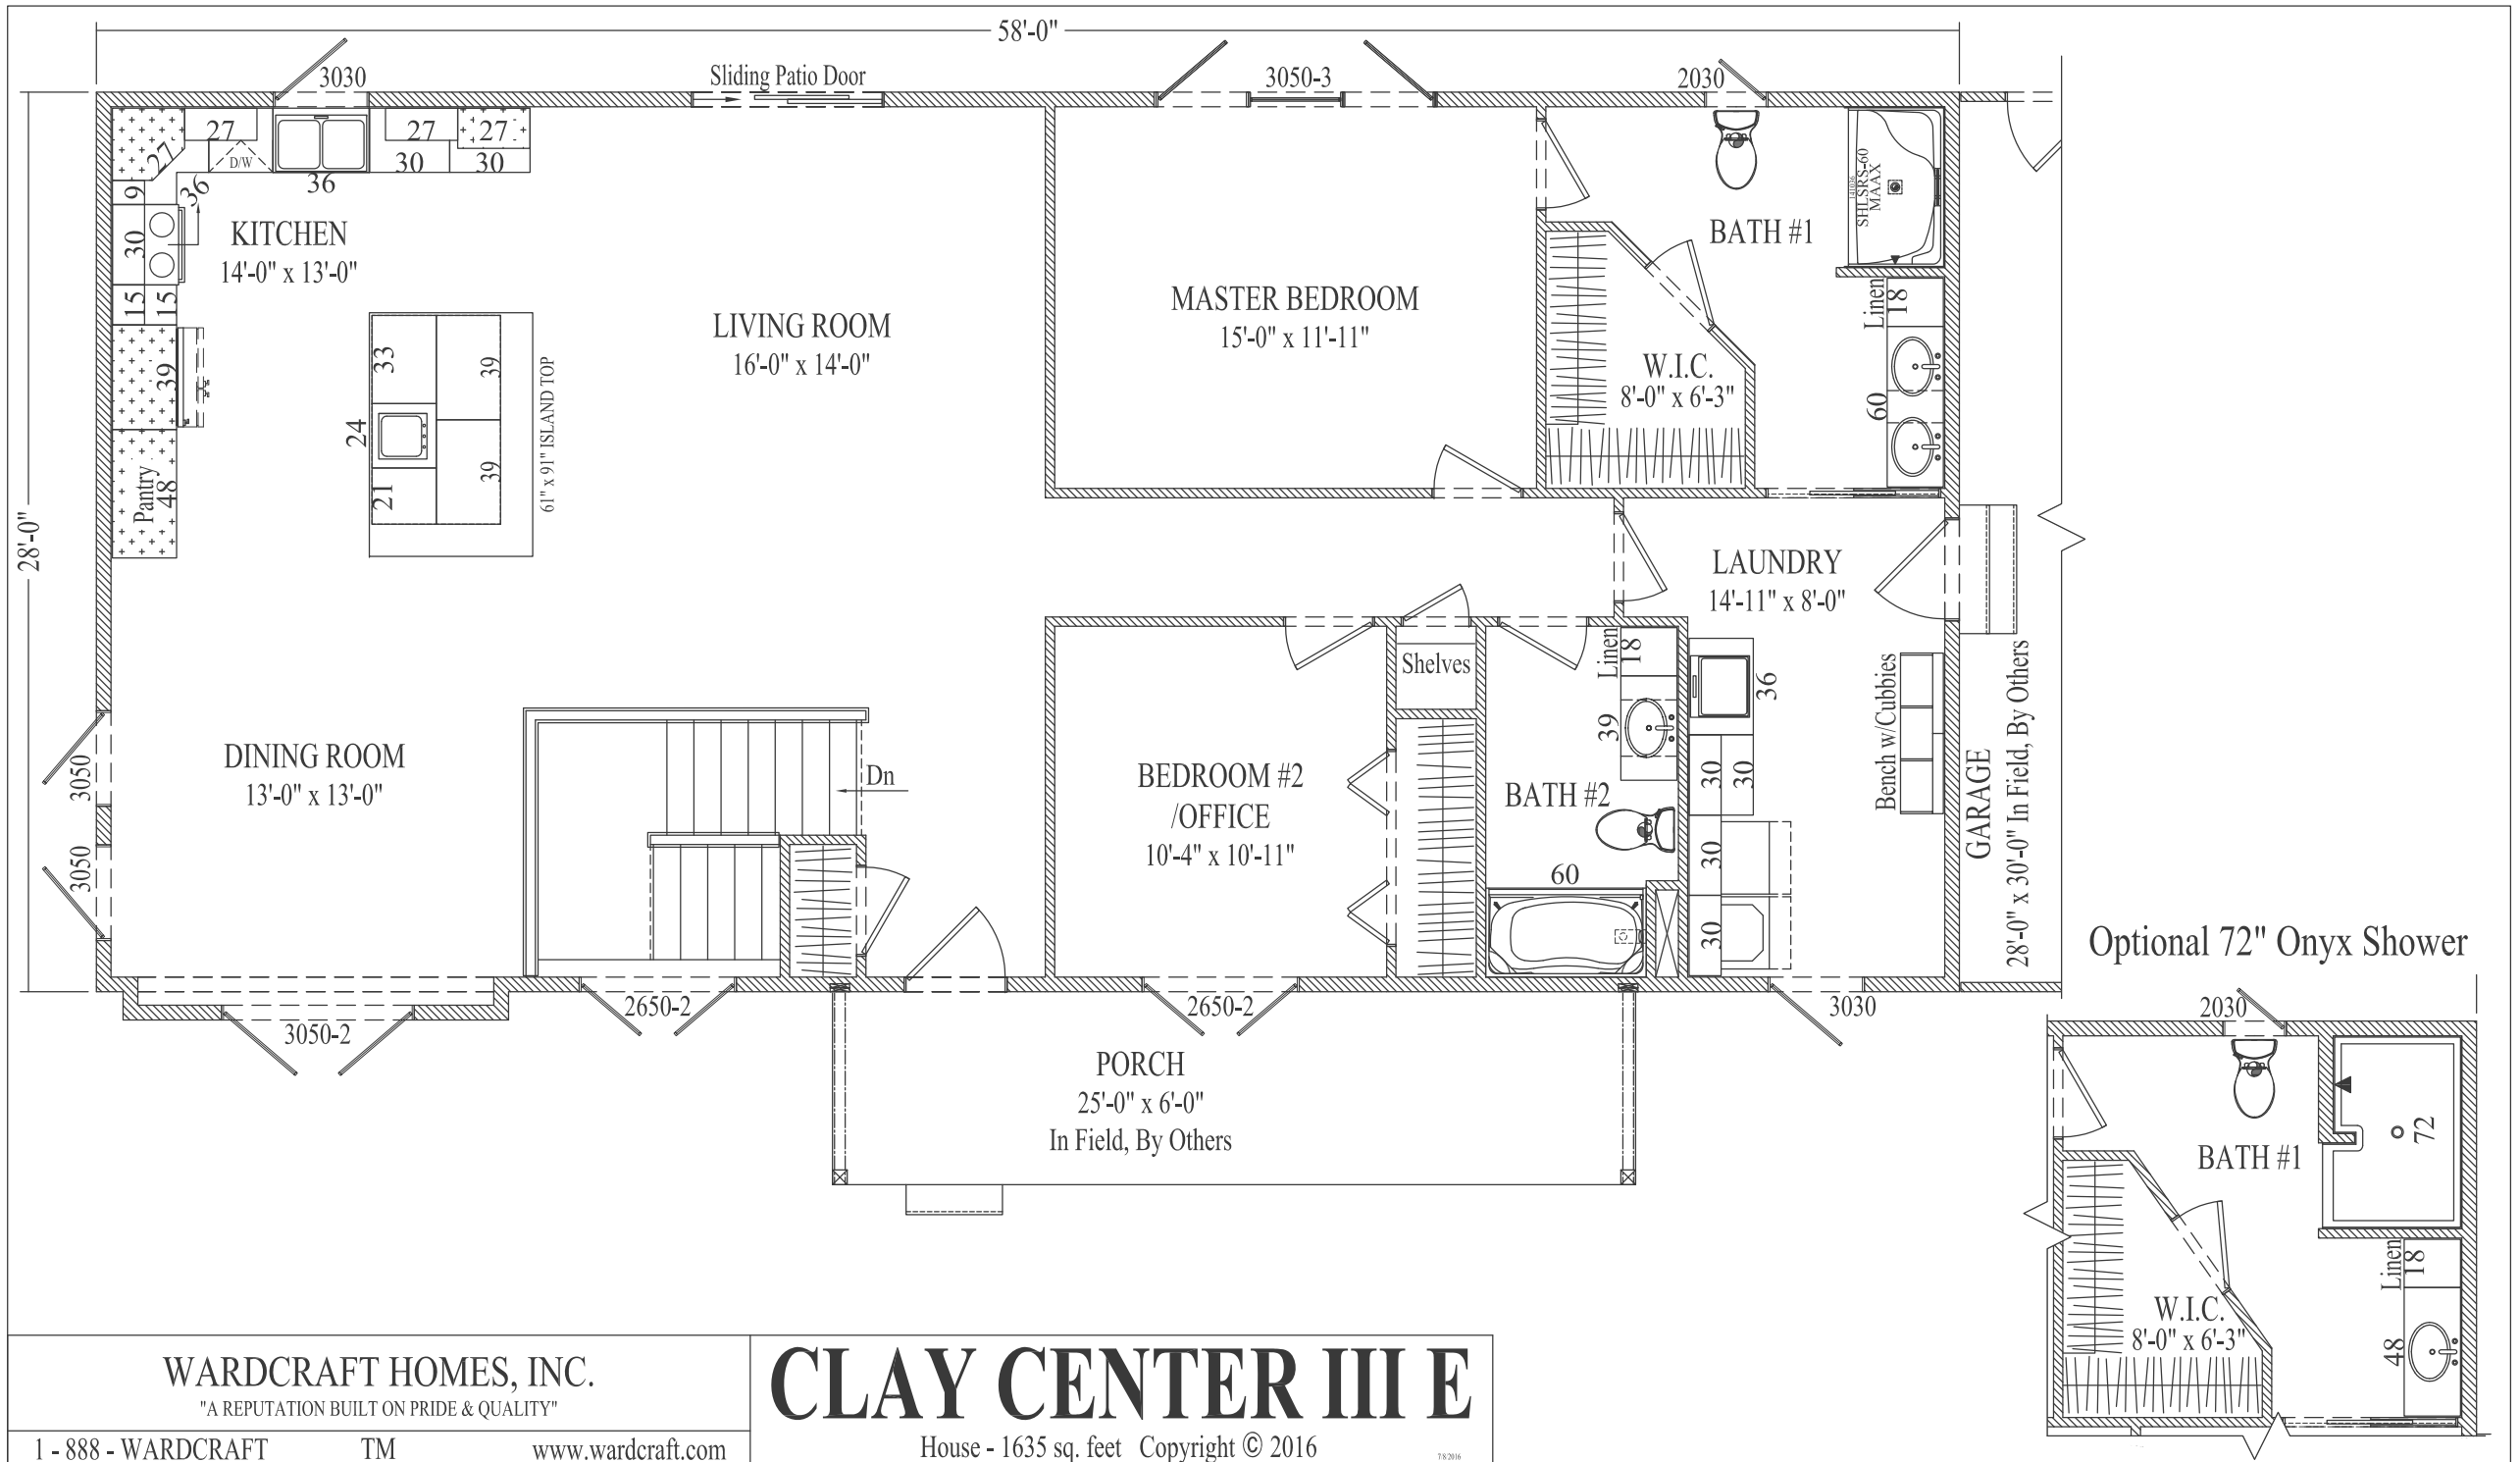 58'-0"
3030
Sliding Patio Door
3050-3
2030
28'-0"
27
27
27
27
D/W
36
36
30
30
9
30
15
15
39
Pantry
48
KITCHEN
14'-0" x 13'-0"
33
39
24
21
39
61" x 91" ISLAND TOP
LIVING ROOM
16'-0" x 14'-0"
MASTER BEDROOM
15'-0" x 11'-11"
BATH #1
141036
SHLSRS-60
MAAX
Linen
18
60
W.I.C.
8'-0" x 6'-3"
LAUNDRY
14'-11" x 8'-0"
Shelves
Linen
18
39
36
30
30
30
30
Bench w/Cubbies
GARAGE
28'-0" x 30'-0" In Field, By Others
DINING ROOM
13'-0" x 13'-0"
3050
3050
Dn
BEDROOM #2
/OFFICE
10'-4" x 10'-11"
BATH #2
60
3050-2
2650-2
2650-2
3030
PORCH
25'-0" x 6'-0"
In Field, By Others
Optional 72" Onyx Shower
2030
72
BATH #1
Linen
18
48
W.I.C.
8'-0" x 6'-3"
WARDCRAFT HOMES, INC.
"A REPUTATION BUILT ON PRIDE & QUALITY"
1 - 888 - WARDCRAFT TM www.wardcraft.com
CLAY CENTER III E
House - 1635 sq. feet Copyright © 2016
7/8/2016